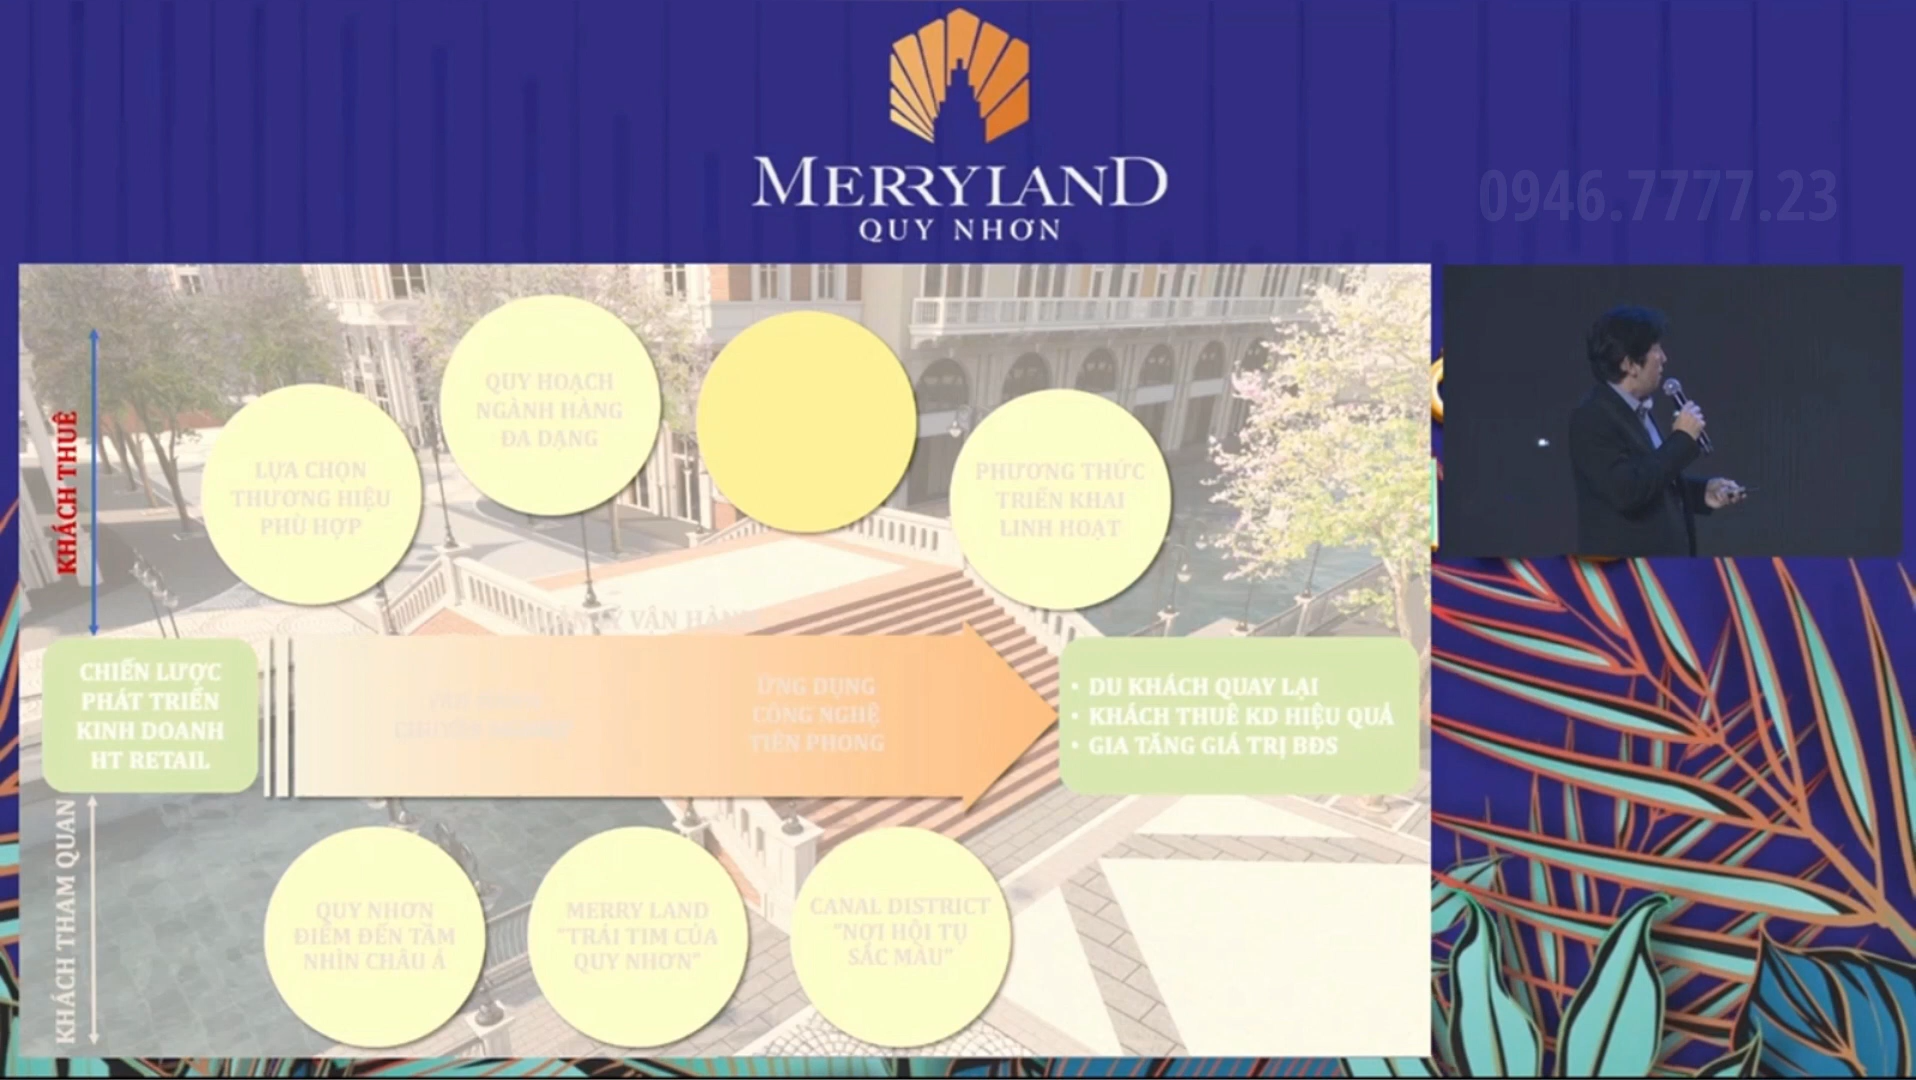 MERRYLAND
QUY NHƠN
0946.7777.23
KHÁCH THUÊ
LỰA CHỌN
THƯƠNG HIỆU
PHÙ HỢP
QUY HOẠCH
NGÀNH HÀNG
ĐA DẠNG
PHƯƠNG THỨC
TRIỂN KHAI
LINH HOẠT
VẬN HÀN
CHIẾN LƯỢC
PHÁT TRIỂN
KINH DOANH
HT RETAIL
ỨNG DỤNG
CÔNG NGHỆ
TIÊN PHONG
• DU KHÁCH QUAY LẠI
• KHÁCH THUÊ KD HIỆU QUẢ
• GIA TĂNG GIÁ TRỊ BĐS
KHÁCH THAM QUAN
QUY NHƠN
ĐIỂM ĐẾN TẦM
NHÌN CHÂU Á
MERRY LAND
"TRÁI TIM CỦA
QUY NHƠN"
CANAL DISTRICT
"NƠI HỘI TỤ
SẮC MÀU"